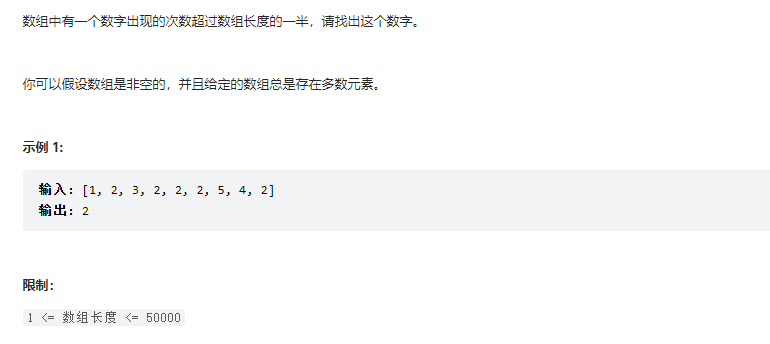 数组中有一个数字出现的次数超过数组长度的一半，请找出这个数字。
你可以假设数组是非空的，并且给定的数组总是存在多数元素。
示例 1:
输入: [1, 2, 3, 2, 2, 2, 5, 4, 2]
输出: 2
限制：
1 <= 数组长度 <= 50000